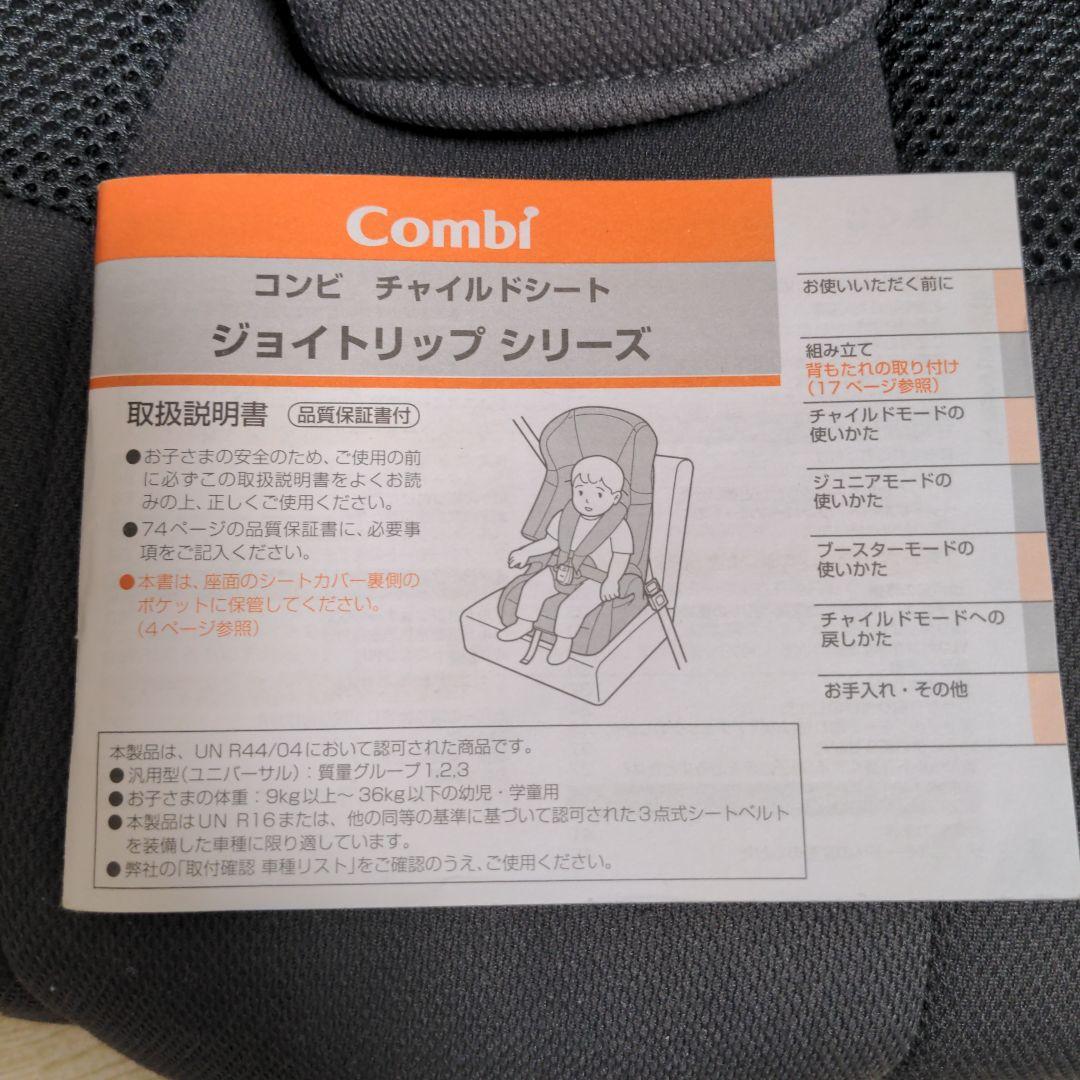 Combi
コンビ チャイルドシート
ジョイトリップ シリーズ
取扱説明書 品質保証書付
●お子さまの安全のため、ご使用の前
に必ずこの取扱説明書をよくお読
みの上、正しくご使用ください。
●74ページの品質保証書に、必要事
項をご記入ください。
●本書は、座面のシートカバー裏側の
ポケットに保管してください。
(4ページ参照)
お使いいただく前に
組み立て
背もたれの取り付け
(17ページ参照)
チャイルドモードの
使いかた
ジュニアモードの
使いかた
ブースターモードの
使いかた
チャイルドモードへの
戻しかた
お手入れ・その他
本製品は、UN R44/04において認可された商品です。
●汎用型(ユニバーサル):質量グループ1,2,3
●お子さまの体重:9kg以上〜36kg以下の幼児・学童用
●本製品はUN R16または、他の同等の基準に基づいて認可された3点式シートベルト
を装備した車種に限り適しています。
●弊社の「取付確認 車種リスト」をご確認のうえ、ご使用ください。